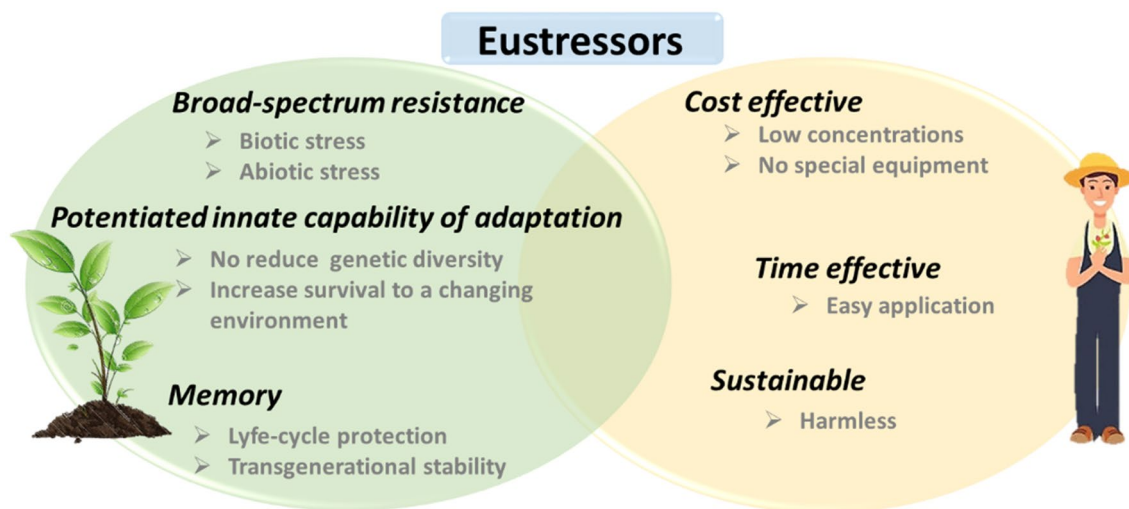 Eustressors
Broad-spectrum resistance
➢ Biotic stress
➢ Abiotic stress
Potentiated innate capability of adaptation
➢ No reduce genetic diversity
➢ Increase survival to a changing
environment
Memory
➢ Lyfe-cycle protection
➢ Transgenerational stability
Cost effective
➢ Low concentrations
➢ No special equipment
Time effective
➢ Easy application
Sustainable
➢ Harmless